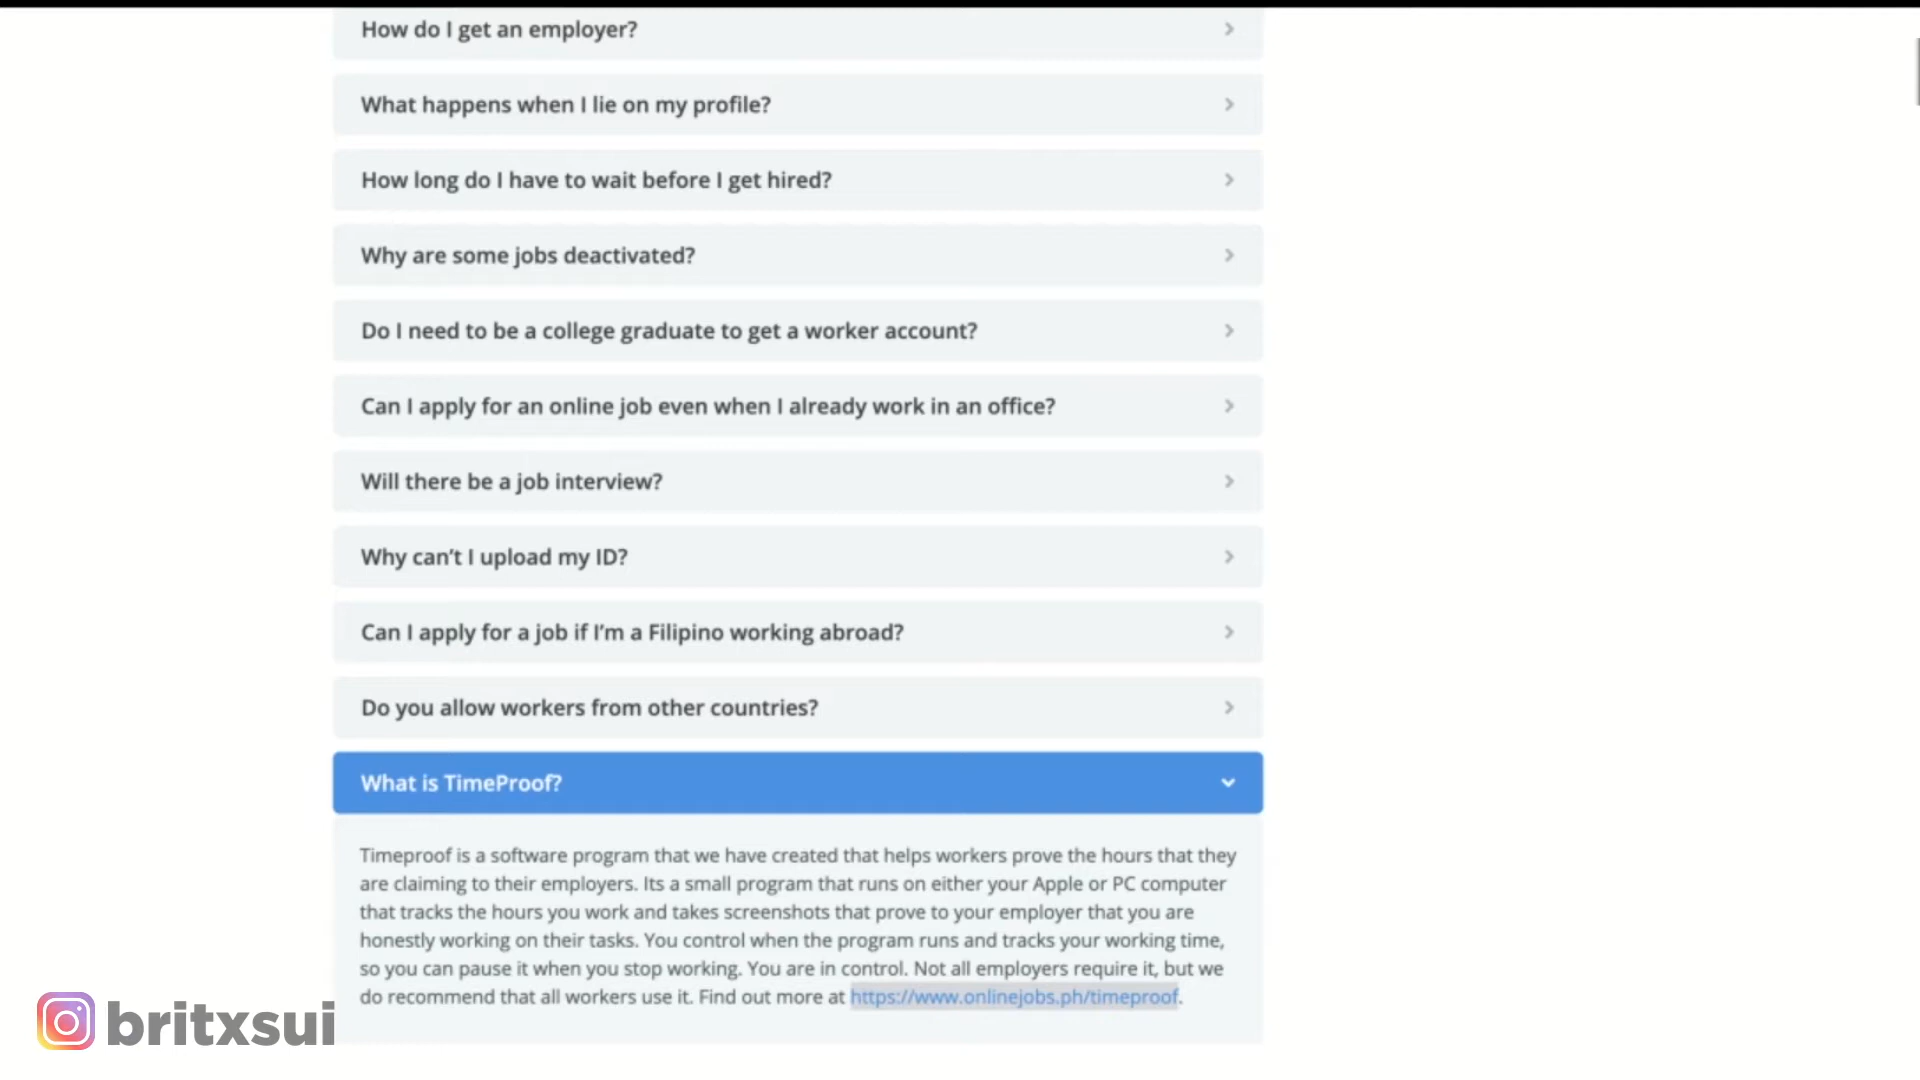 How do I get an employer?
What happens when I lie on my profile?
How long do I have to wait before I get hired?
Why are some jobs deactivated?
Do I need to be a college graduate to get a worker account?
Can I apply for an online job even when I already work in an office?
Will there be a job interview?
Why can't I upload my ID?
Can I apply for a job if I'm a Filipino working abroad?
Do you allow workers from other countries?
What is TimeProof?
Timeproof is a software program that we have created that helps workers prove the hours that they
are claiming to their employers. Its a small program that runs on either your Apple or PC computer
that tracks the hours you work and takes screenshots that prove to your employer that you are
honestly working on their tasks. You control when the program runs and tracks your working time,
so you can pause it when you stop working. You are in control. Not all employers require it, but we
do recommend that all workers use it. Find out more at https://www.onlinejobs.ph/timeproof.
britxsui